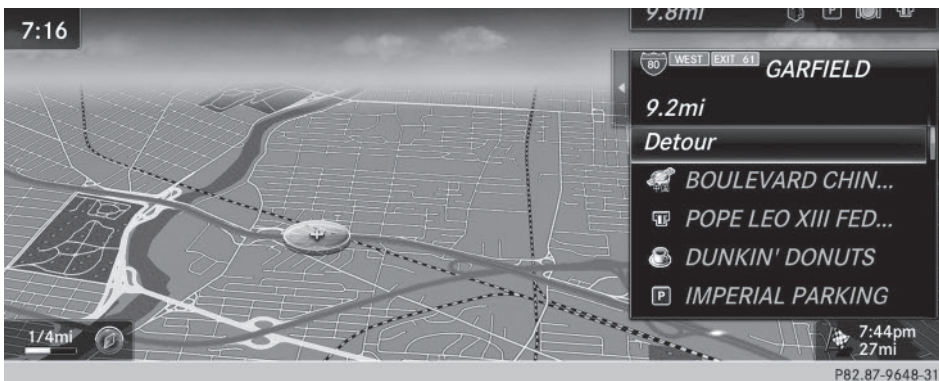 7:16
9.8mi
P
80 WEST EXIT 61 GARFIELD
9.2mi
Detour
BOULEVARD CHIN...
POPE LEO XIII FED...
DUNKIN' DONUTS
P IMPERIAL PARKING
1/4mi
7:44pm
27mi
P82.87-9648-31